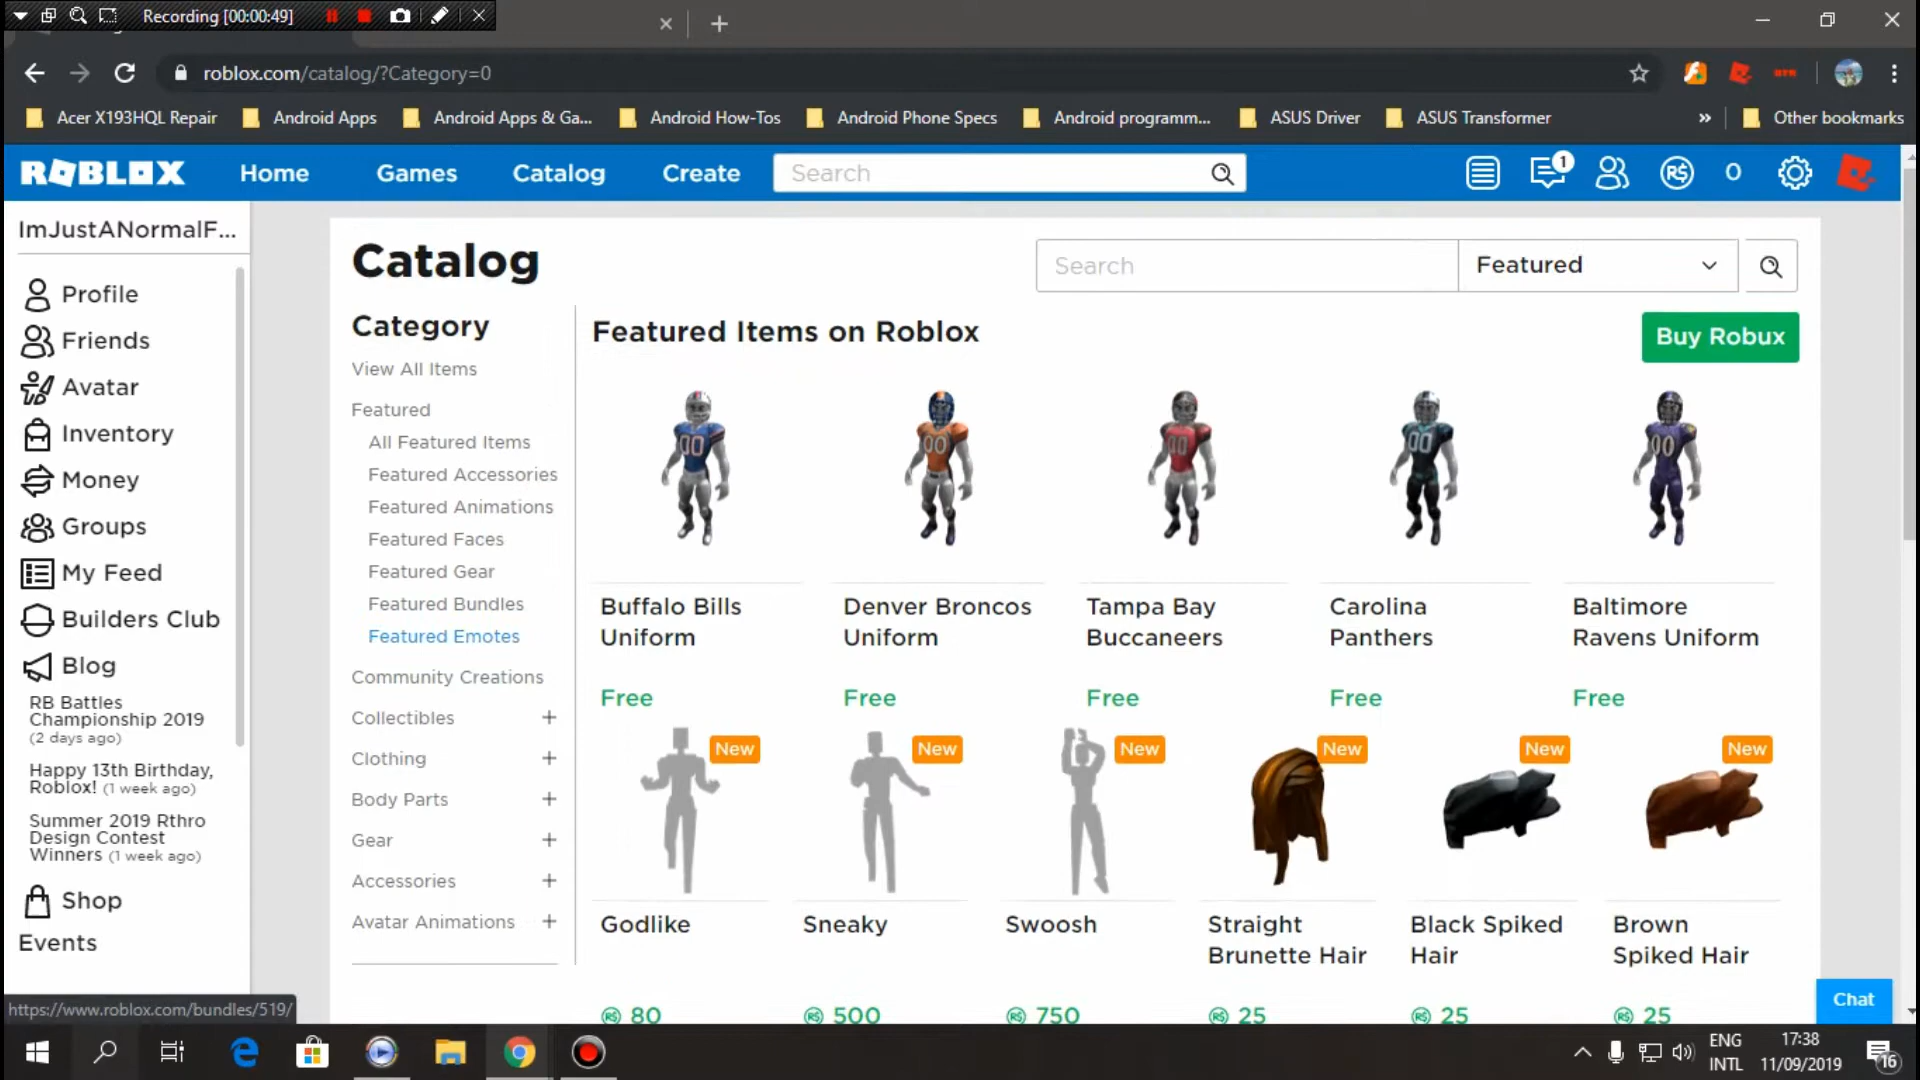 Recording [00:00:49]
roblox.com/catalog/?Category=0
Acer X193HQL Repair
Android Apps
Android Apps & Ga...
Android How-Tos
Android Phone Specs
Android programm...
ASUS Driver
ASUS Transformer
»
Other bookmarks
ROBLOX
Home
Games
Catalog
Create
Search
1
R$
0
ImJustANormalF...
Profile
Friends
Avatar
Inventory
Money
Groups
My Feed
Builders Club
Blog
RB Battles
Championship 2019
(2 days ago)
Happy 13th Birthday,
Roblox! (1 week ago)
Summer 2019 Rthro
Design Contest
Winners (1 week ago)
Shop
Events
https://www.roblox.com/bundles/519/
Catalog
Search
Featured
Category
View All Items
Featured
All Featured Items
Featured Accessories
Featured Animations
Featured Faces
Featured Gear
Featured Bundles
Featured Emotes
Community Creations
Collectibles +
Clothing +
Body Parts +
Gear +
Accessories +
Avatar Animations +
Featured Items on Roblox
Buy Robux
00
00
00
00
00
Buffalo Bills
Uniform
Free
Denver Broncos
Uniform
Free
Tampa Bay
Buccaneers
Free
Carolina
Panthers
Free
Baltimore
Ravens Uniform
Free
New
Godlike
R$ 80
New
Sneaky
R$ 500
New
Swoosh
R$ 750
New
Straight
Brunette Hair
R$ 25
New
Black Spiked
Hair
R$ 25
New
Brown
Spiked Hair
R$ 25
Chat
ENG
INTL
17:38
11/09/2019
16